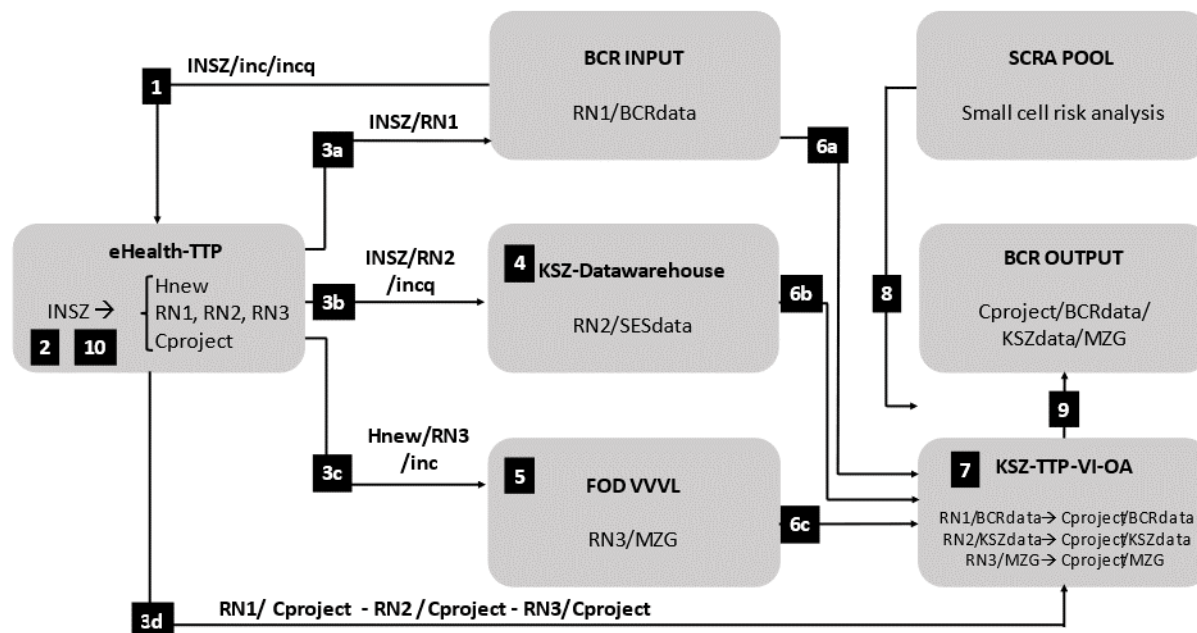 INSZ/inc/incq
1
BCR INPUT
RN1/BCRdata
SCRA POOL
Small cell risk analysis
INSZ/RN1
3a
6a
eHealth-TTP
INSZ →
Hnew
RN1, RN2, RN3
Cproject
2
10
INSZ/RN2
/incq
3b
4
KSZ-Datawarehouse
RN2/SESdata
6b
8
BCR OUTPUT
Cproject/BCRdata/
KSZdata/MZG
9
Hnew/RN3
/inc
3c
5
FOD VVVL
RN3/MZG
6c
7
KSZ-TTP-VI-OA
RN1/BCRdata→ Cproject/BCRdata
RN2/KSZdata→ Cproject/KSZdata
RN3/MZG→ Cproject/MZG
3d
RN1/ Cproject - RN2 /Cproject - RN3/Cproject